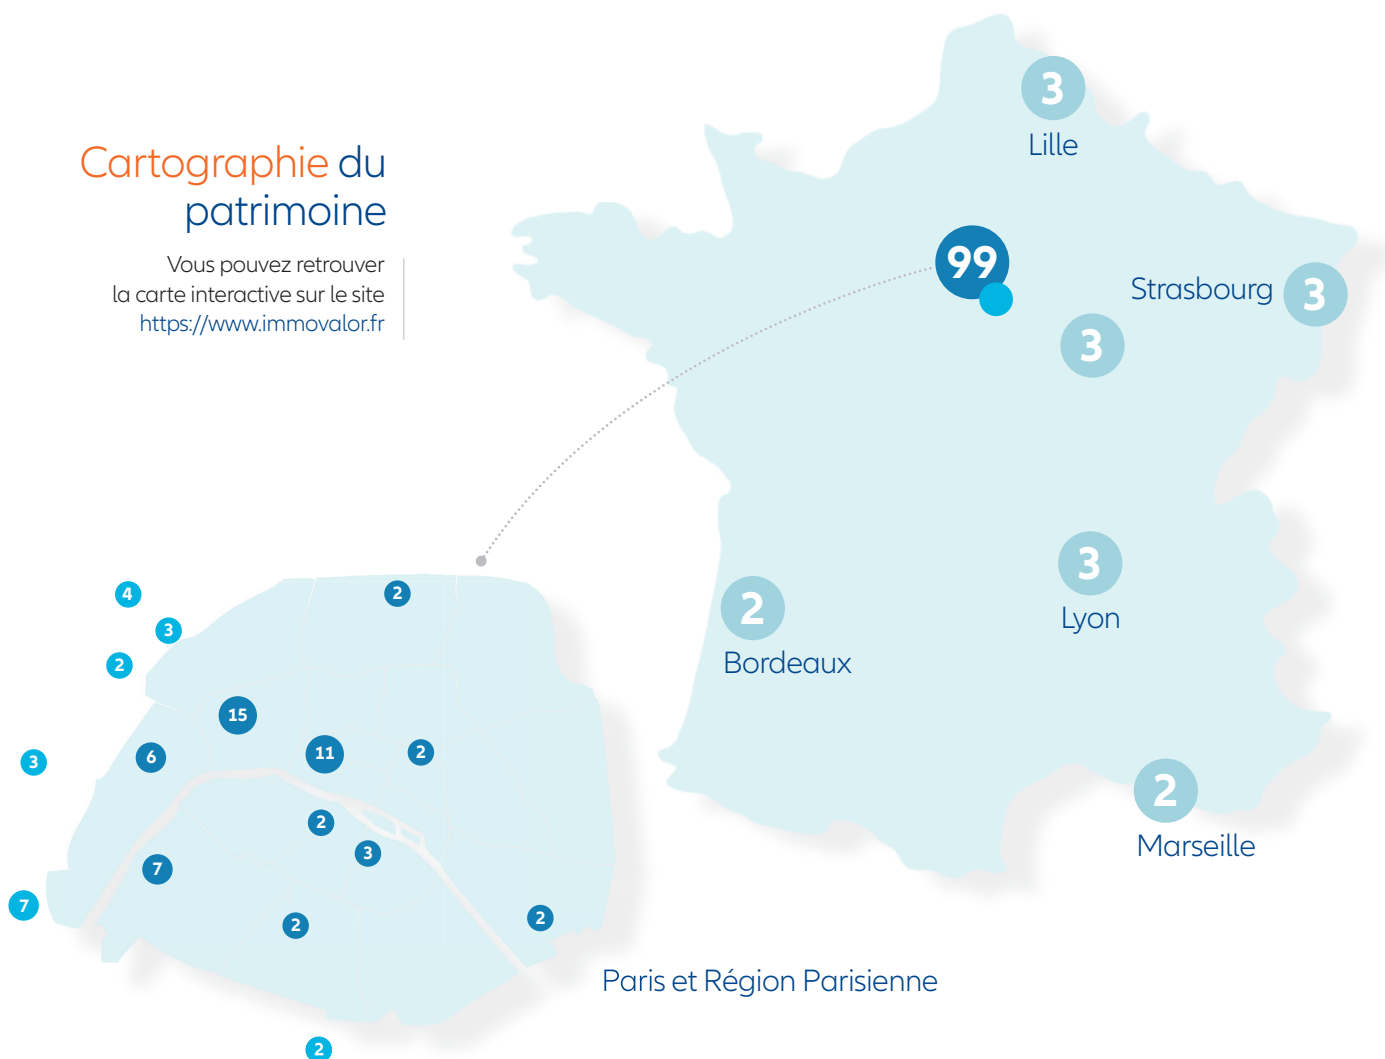 Cartographie du
patrimoine
Vous pouvez retrouver
la carte interactive sur le site
https://www.immovalor.fr
3
Lille
99
Strasbourg
3
3
3
Lyon
2
Bordeaux
2
Marseille
4
2
3
2
15
11
2
6
3
2
3
7
7
2
2
Paris et Région Parisienne
2